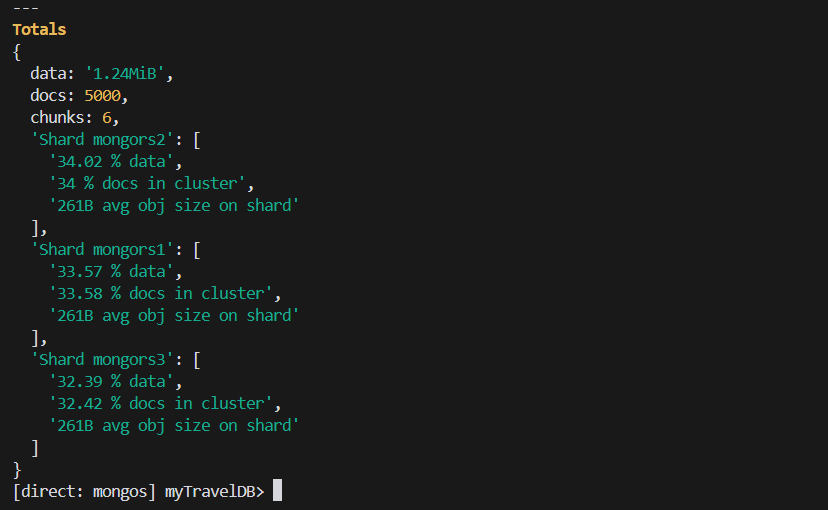 ---
Totals
{
  data: '1.24MiB',
  docs: 5000,
  chunks: 6,
  'Shard mongors2': [
    '34.02 % data',
    '34 % docs in cluster',
    '261B avg obj size on shard'
  ],
  'Shard mongors1': [
    '33.57 % data',
    '33.58 % docs in cluster',
    '261B avg obj size on shard'
  ],
  'Shard mongors3': [
    '32.39 % data',
    '32.42 % docs in cluster',
    '261B avg obj size on shard'
  ]
}
[direct: mongos] myTravelDB>